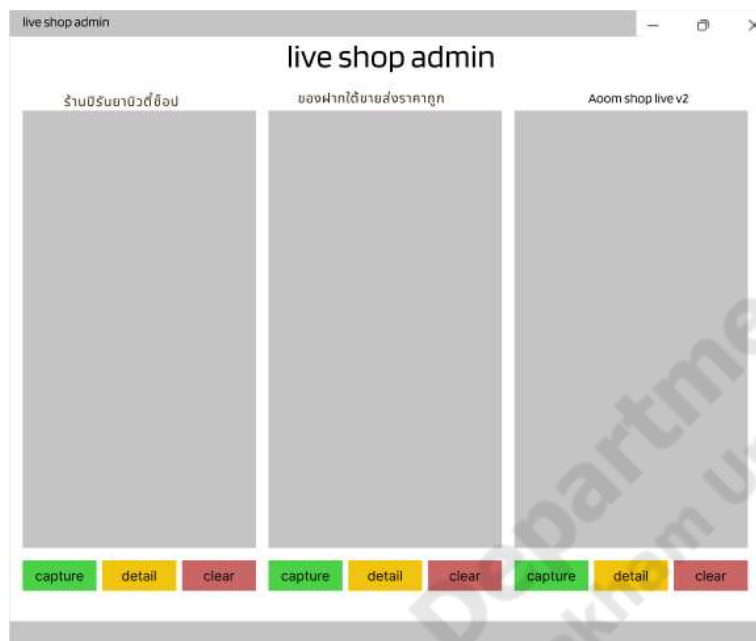 live shop admin
live shop admin
ร้านมิรันยาบิวตี้ช็อป
ของฝากใต้ขายส่งราคาถูก
Aoom shop live v2
capture
detail
clear
capture
detail
clear
capture
detail
clear
Departme